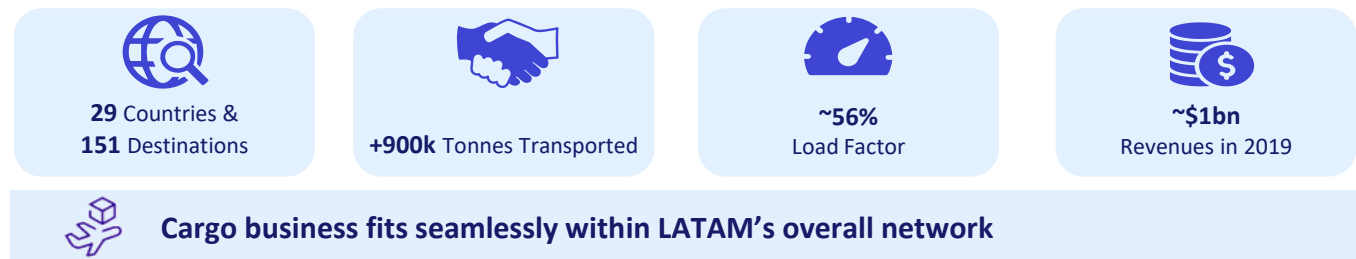 29 Countries &
151 Destinations
+900k Tonnes Transported
~56%
Load Factor
$
~$1bn
Revenues in 2019
Cargo business fits seamlessly within LATAM's overall network